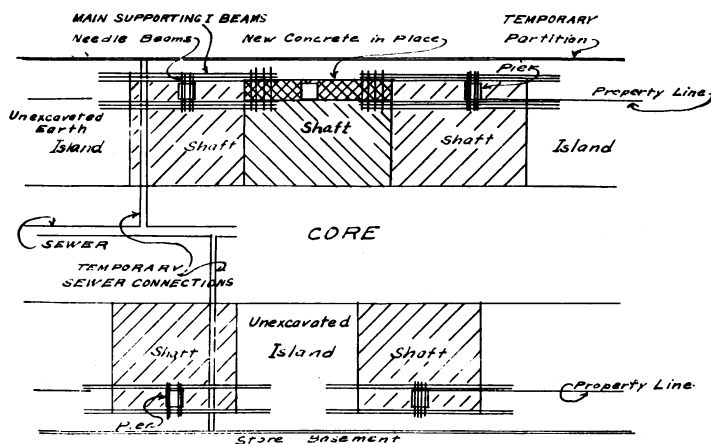 MAIN SUPPORTING I BEAMS
Needle Beams
New Concrete in Place
TEMPORARY
Partition
Pier
Property Line
Unexcavated
Earth
Island
Shaft
Shaft
Shaft
Island
CORE
SEWER
TEMPORARY
SEWER CONNECTIONS
Unexcavated
Island
Shaft
Shaft
Pier
Property Line
Store Basement